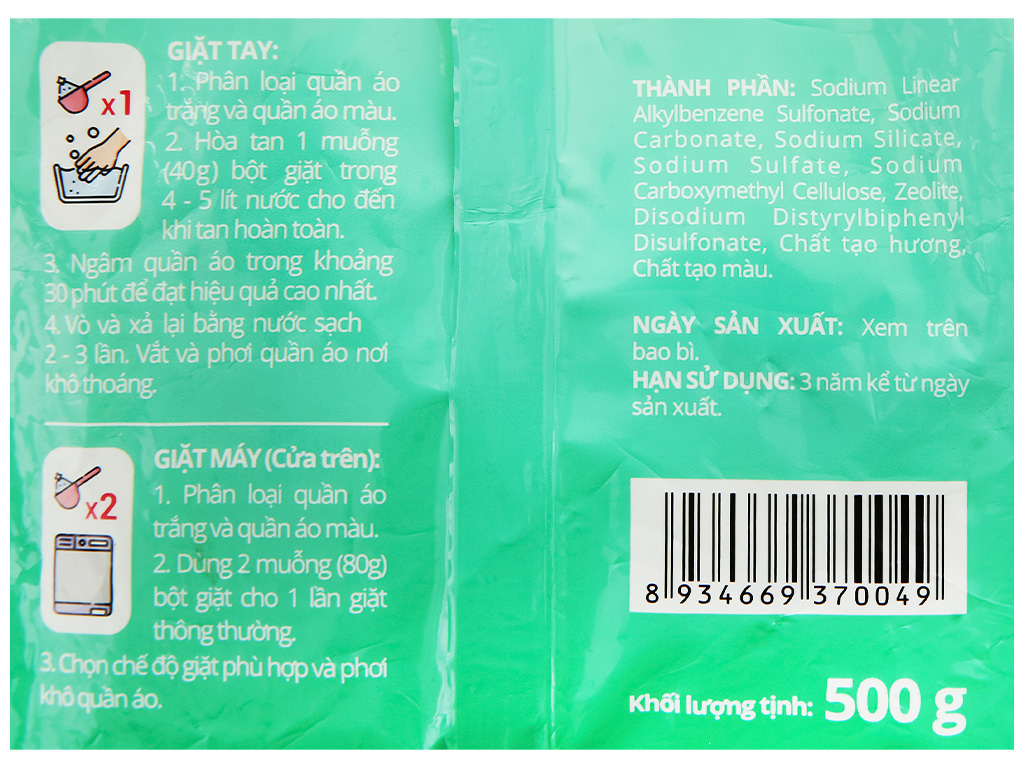 GIẶT TAY:
1. Phân loại quần áo
trắng và quần áo màu.
2. Hòa tan 1 muỗng
(40g) bột giặt trong
4 - 5 lít nước cho đến
khi tan hoàn toàn.
3. Ngâm quần áo trong khoảng
30 phút để đạt hiệu quả cao nhất.
4. Vò và xả lại bằng nước sạch
2 - 3 lần. Vắt và phơi quần áo nơi
khô thoáng.
x1
GIẶT MÁY (Cửa trên):
1. Phân loại quần áo
trắng và quần áo màu.
2. Dùng 2 muỗng (80g)
bột giặt cho 1 lần giặt
thông thường.
3. Chọn chế độ giặt phù hợp và phơi
khô quần áo.
x2
THÀNH PHẦN: Sodium Linear
Alkylbenzene Sulfonate, Sodium
Carbonate, Sodium Silicate,
Sodium Sulfate, Sodium
Carboxymethyl Cellulose, Zeolite,
Disodium Distyrylbiphenyl
Disulfonate, Chất tạo hương,
Chất tạo màu.
NGÀY SẢN XUẤT: Xem trên
bao bì.
HẠN SỬ DỤNG: 3 năm kể từ ngày
sản xuất.
8 934669 370049
Khối lượng tịnh: 500 g